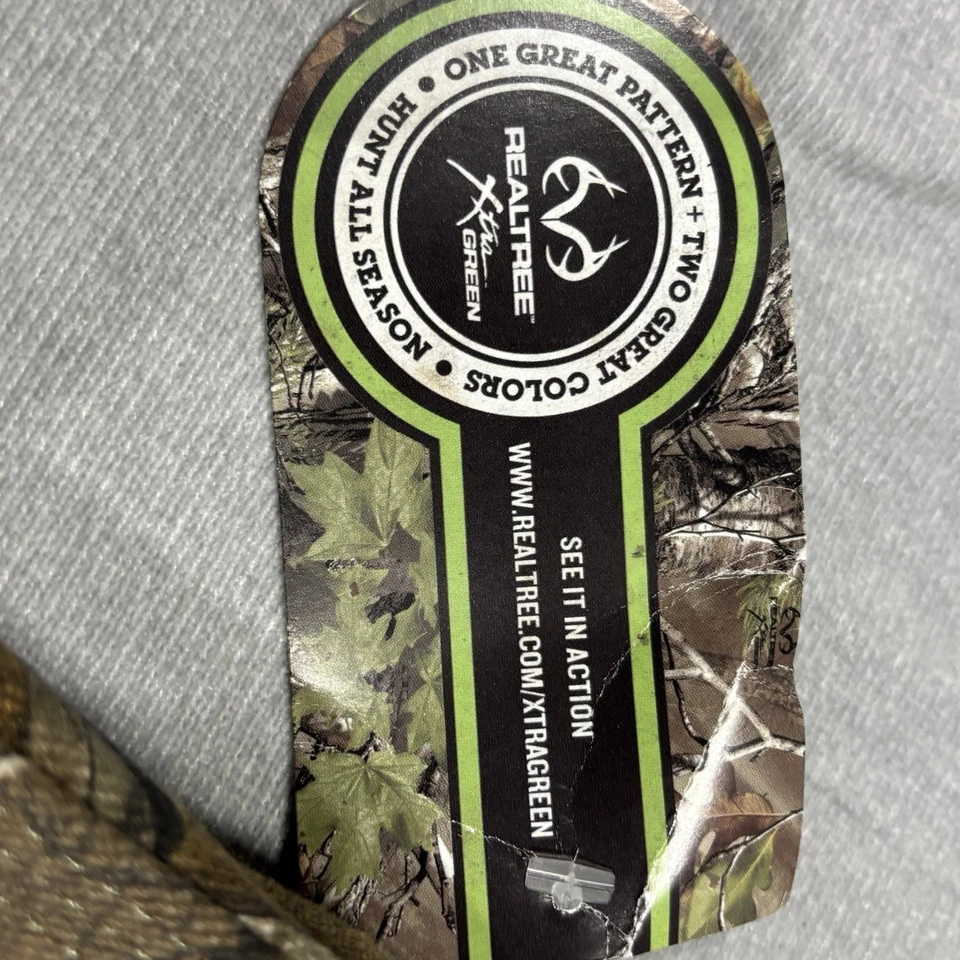 ONE GREAT PATTERN + TWO GREAT COLORS • HUNT ALL SEASON •
REALTREE™
Xtra GREEN
SEE IT IN ACTION
WWW.REALTREE.COM/XTRAGREEN